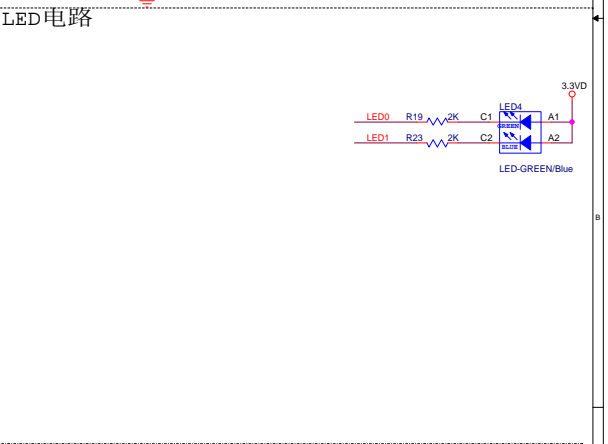 LED电路
3.3VD
LED4
LED0 R19 2K C1 GREEN A1
LED1 R23 2K C2 BLUE A2
LED-GREEN/Blue
B